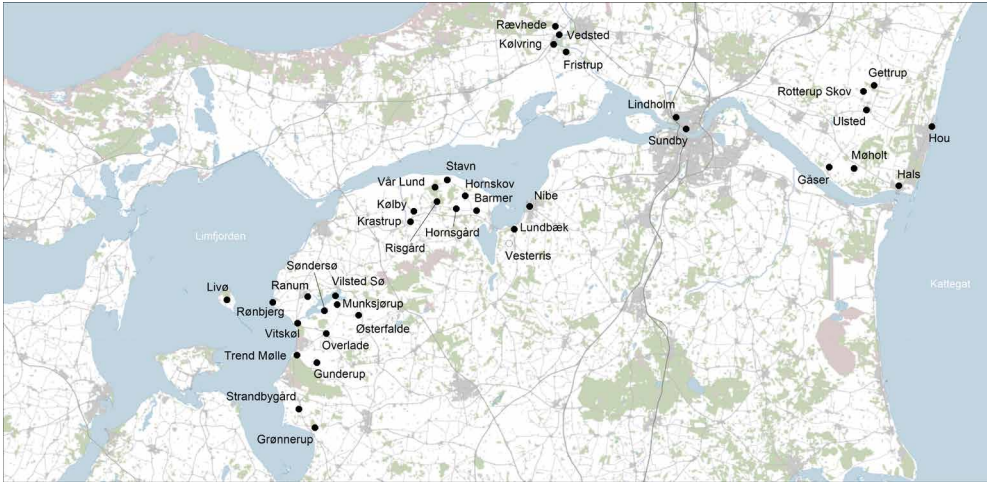 Rævhede
Vedsted
Kølvring
Fristrup
Gettrup
Rotterup Skov
Lindholm
Ulsted
Sundby
Hou
Stavn
Møholt
Gåser
Hals
Vår Lund
Hornskov
Kølby
Barmer
Nibe
Krastrup
Lundbæk
Hornsgård
Limfjorden
Risgård
Vesterris
Søndersø
Kattegat
Livø
Ranum
Vilsted Sø
Munksjørup
Rønbjerg
Østerfalde
Vitskøl
Overlade
Trend Mølle
Gunderup
Strandbygård
Grønnerup